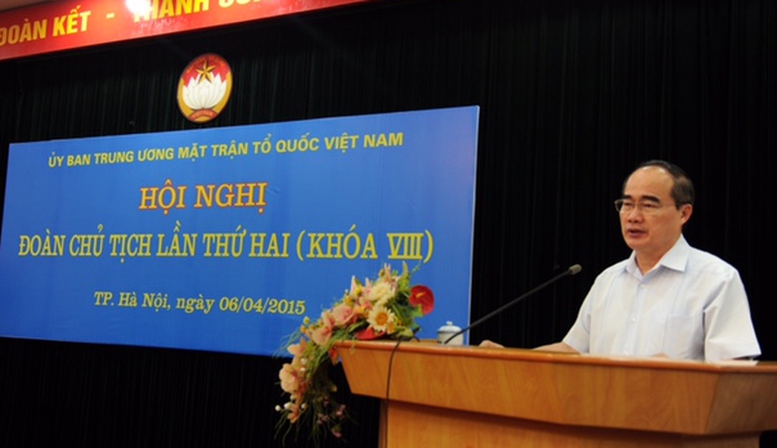 ĐOÀN KẾT - THÀNH
ỦY BAN TRUNG ƯƠNG MẶT TRẬN TỔ QUỐC VIỆT NAM
HỘI NGHỊ
ĐOÀN CHỦ TỊCH LẦN THỨ HAI (KHÓA VIII)
TP. Hà Nội, ngày 06/04/2015